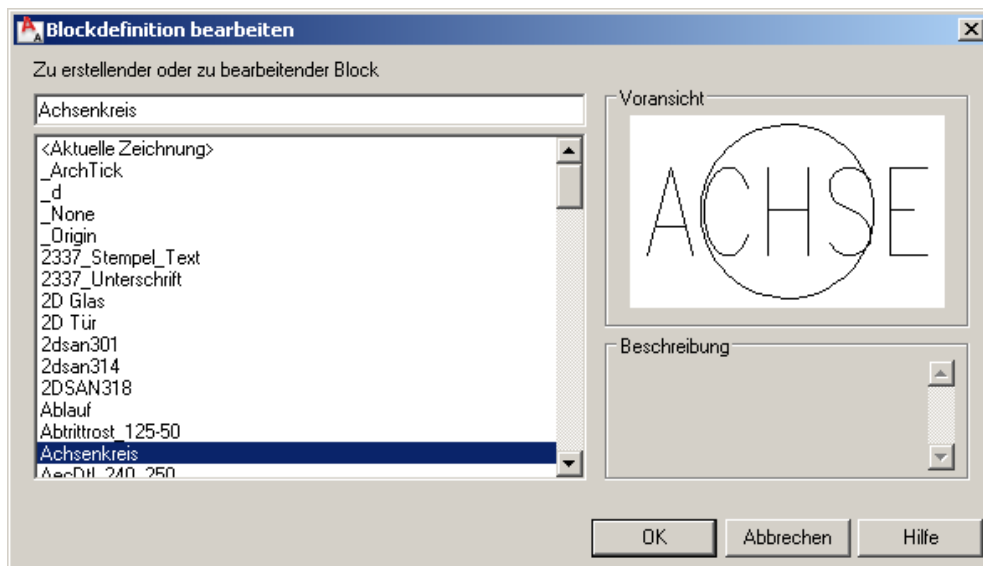 Blockdefinition bearbeiten
Zu erstellender oder zu bearbeitender Block
Achsenkreis
<Aktuelle Zeichnung>
_ArchTick
_d
_None
_Origin
2337_Stempel_Text
2337_Unterschrift
2D Glas
2D Tür
2dsan301
2dsan314
2DSAN318
Ablauf
Abtrittrost_125-50
Achsenkreis
AecDtl_240_250
Voransicht
ACHSE
Beschreibung
OK
Abbrechen
Hilfe